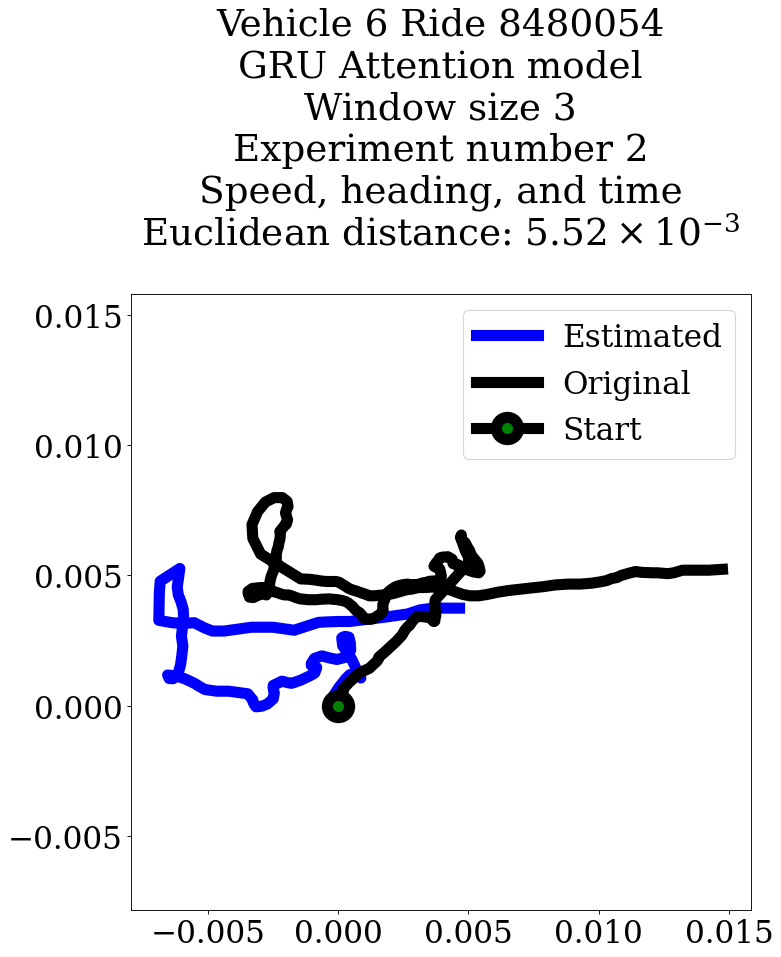 Vehicle 6 Ride 8480054
GRU Attention model
Window size 3
Experiment number 2
Speed, heading, and time
Euclidean distance: 5.52 × 10⁻³
0.015
0.010
0.005
0.000
−0.005
Estimated
Original
Start
−0.005 0.000 0.005 0.010 0.015